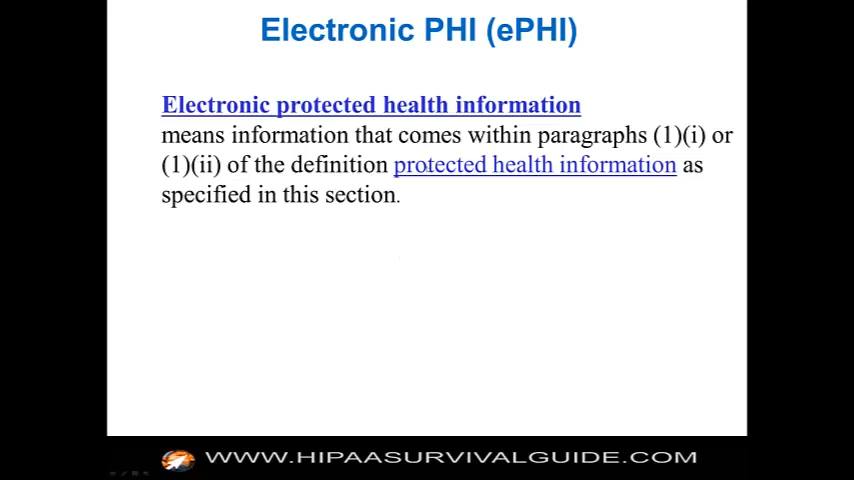 Electronic PHI (ePHI)
Electronic protected health information
means information that comes within paragraphs (1)(i) or
(1)(ii) of the definition protected health information as
specified in this section.
WWW.HIPAASURVIVALGUIDE.COM